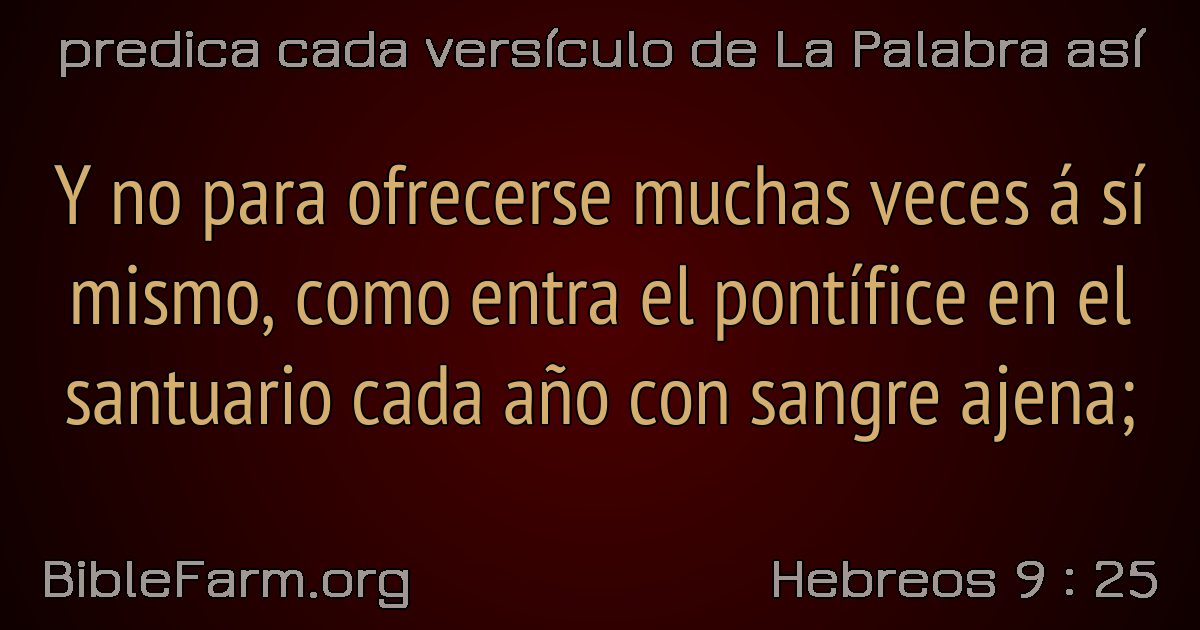 predica cada versículo de La Palabra así
Y no para ofrecerse muchas veces á sí
mismo, como entra el pontífice en el
santuario cada año con sangre ajena;
BibleFarm.org
Hebreos 9 : 25